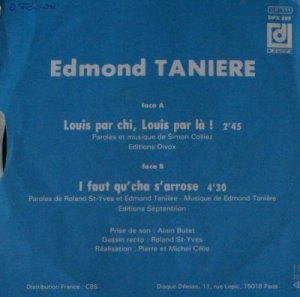 DPX 889
Edmond TANIERE
face A
Louis par chi, Louis par là ! 2'45
Paroles et musique de Simon Colliez
Editions Divox
face B
I faut qu'cha s'arrose 4'30
Paroles de Roland St-Yves et Edmond Tanière - Musique de Edmond Tanière
Editions Septentrion
Prise de son : Alain Butet
Dessin recto : Roland St-Yves
Réalisation : Pierre et Michel Célie
Distribution France : CBS
Disque Déesse, 11, rue Lepic, 75018 Paris